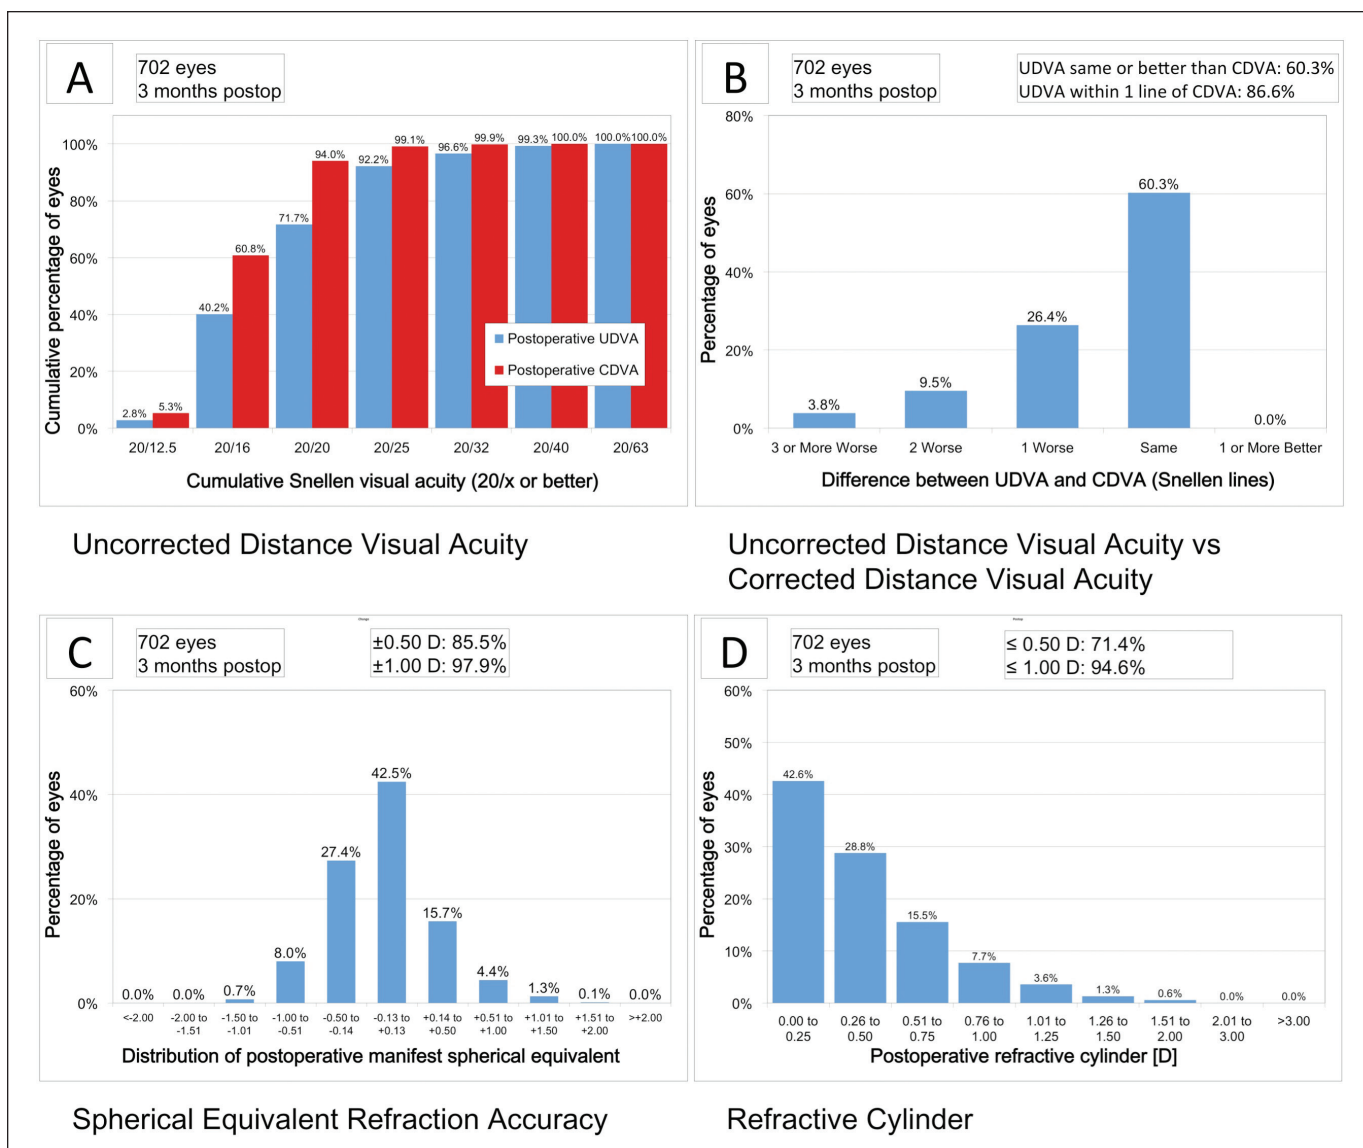 A
702 eyes
3 months postop
Cumulative percentage of eyes
100%
80%
60%
40%
20%
0%
2.8%
5.3%
40.2%
60.8%
71.7%
94.0%
92.2%
99.1%
96.6%
99.9%
99.3%
100.0%
100.0%
100.0%
Postoperative UDVA
Postoperative CDVA
20/12.5 20/16 20/20 20/25 20/32 20/40 20/63
Cumulative Snellen visual acuity (20/x or better)
Uncorrected Distance Visual Acuity
B
702 eyes
3 months postop
UDVA same or better than CDVA: 60.3%
UDVA within 1 line of CDVA: 86.6%
Percentage of eyes
80%
60%
40%
20%
0%
3.8%
9.5%
26.4%
60.3%
0.0%
3 or More Worse 2 Worse 1 Worse Same 1 or More Better
Difference between UDVA and CDVA (Snellen lines)
Uncorrected Distance Visual Acuity vs
Corrected Distance Visual Acuity
C
702 eyes
3 months postop
Change
±0.50 D: 85.5%
±1.00 D: 97.9%
Percentage of eyes
60%
40%
20%
0%
0.0%
0.0%
0.7%
8.0%
27.4%
42.5%
15.7%
4.4%
1.3%
0.1%
0.0%
<-2.00 -2.00 to -1.50 to -1.00 to -0.50 to -0.13 to +0.14 to +0.51 to +1.01 to +1.51 to >+2.00
-1.51 -1.01 -0.51 -0.14 +0.13 +0.50 +1.00 +1.50 +2.00
Distribution of postoperative manifest spherical equivalent
Spherical Equivalent Refraction Accuracy
D
702 eyes
3 months postop
Postop
≤ 0.50 D: 71.4%
≤ 1.00 D: 94.6%
Percentage of eyes
60%
50%
40%
30%
20%
10%
0%
42.6%
28.8%
15.5%
7.7%
3.6%
1.3%
0.6%
0.0%
0.0%
0.00 to 0.26 to 0.51 to 0.76 to 1.01 to 1.26 to 1.51 to 2.01 to >3.00
0.25 0.50 0.75 1.00 1.25 1.50 2.00 3.00
Postoperative refractive cylinder [D]
Refractive Cylinder